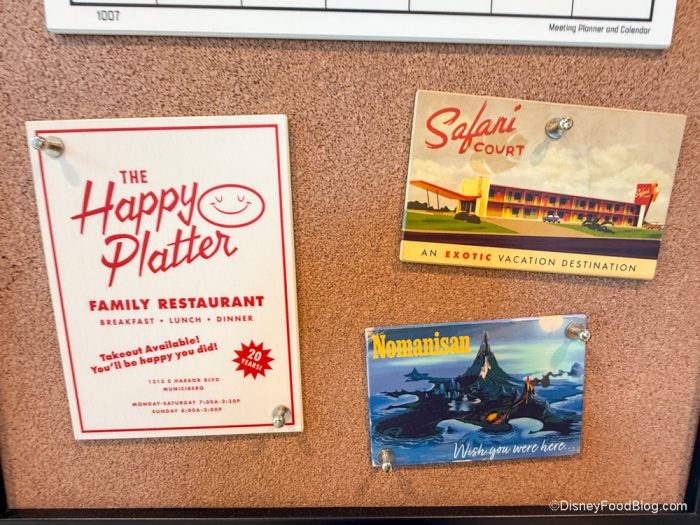 1007
Meeting Planner and Calendar
THE
Happy
Platter
FAMILY RESTAURANT
BREAKFAST • LUNCH • DINNER
Takeout Available!
You'll be happy you did!
20
YEARS!
1313 S HARBOR BLVD
MUNICIBERG
MONDAY-SATURDAY 7:00A-2:30P
SUNDAY 8:00A-2:00P
Safari
COURT
Safari
AN EXOTIC VACATION DESTINATION
Nomanisan
Wish you were here...
©DisneyFoodBlog.com